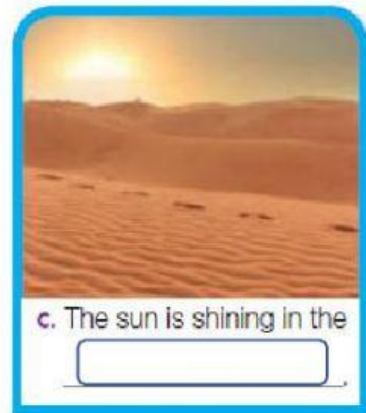 c. The sun is shining in the
.